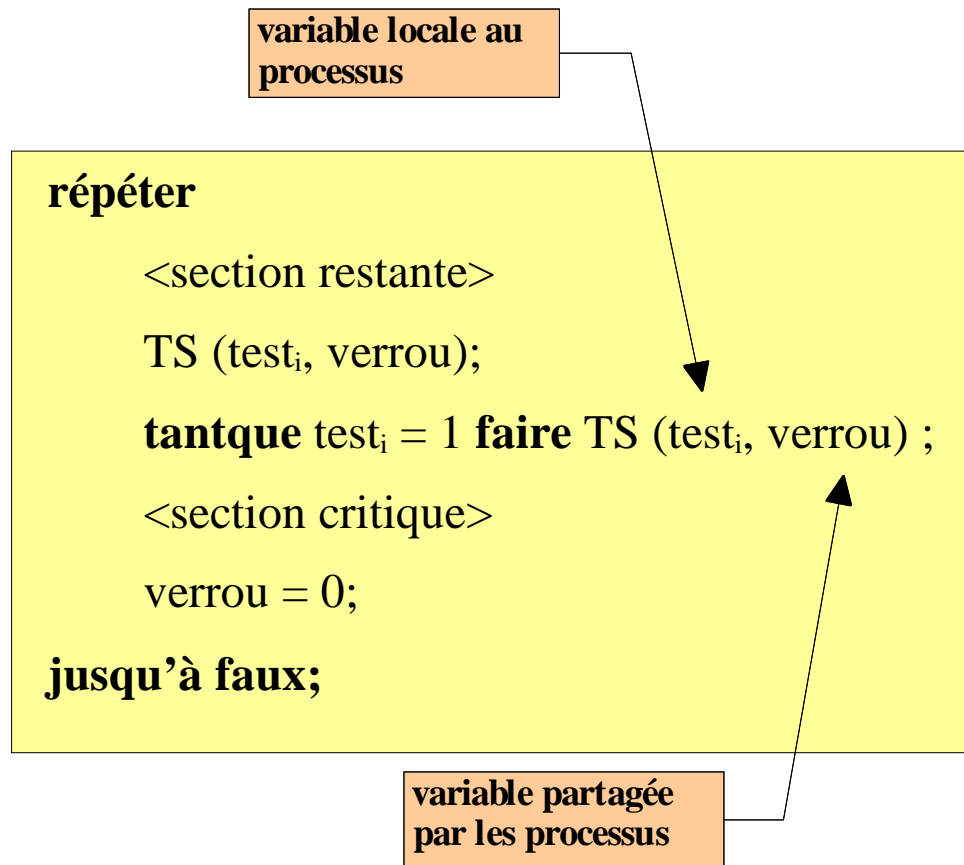 variable locale au
processus
répéter
<section restante>
TS (testᵢ, verrou);
tantque testᵢ = 1 faire TS (testᵢ, verrou) ;
<section critique>
verrou = 0;
jusqu’à faux;
variable partagée
par les processus